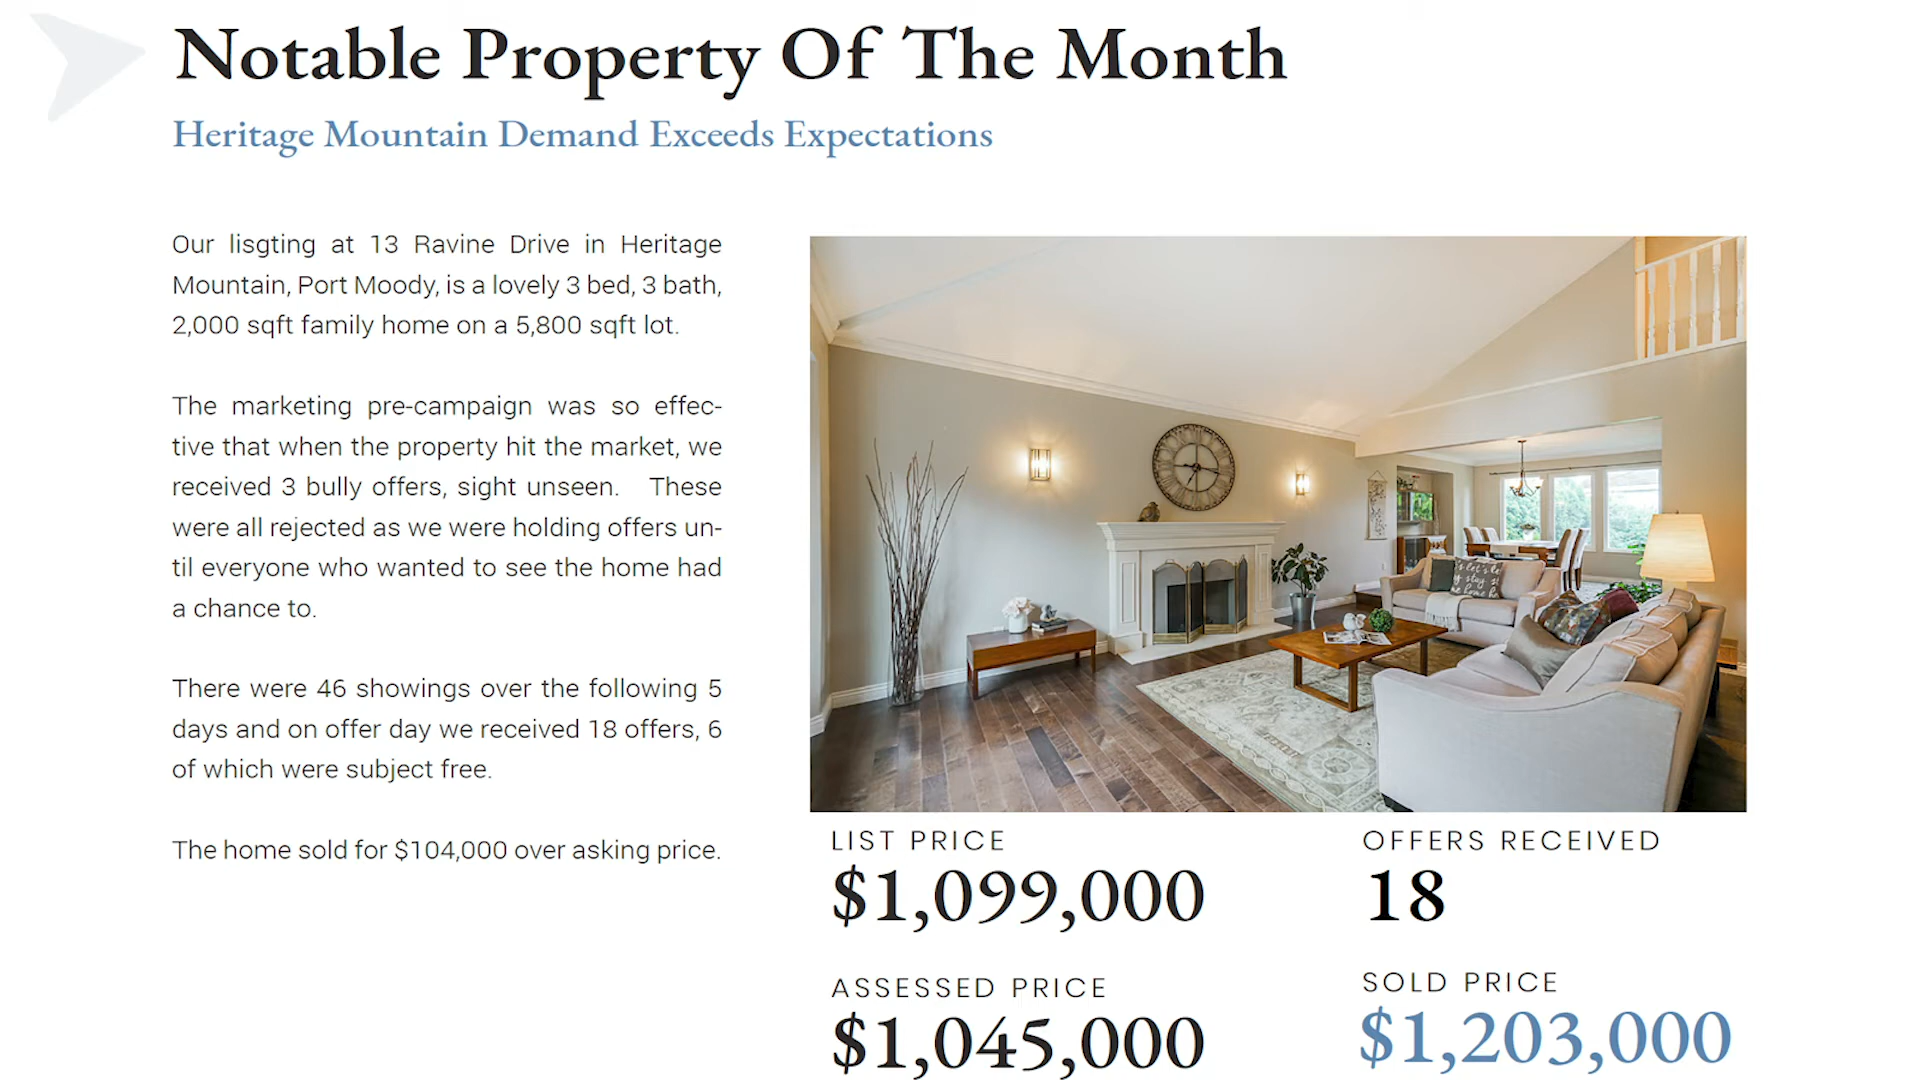 Notable Property Of The Month
Heritage Mountain Demand Exceeds Expectations
Our lisgting at 13 Ravine Drive in Heritage
Mountain, Port Moody, is a lovely 3 bed, 3 bath,
2,000 sqft family home on a 5,800 sqft lot.
The marketing pre-campaign was so effec-
tive that when the property hit the market, we
received 3 bully offers, sight unseen. These
were all rejected as we were holding offers un-
til everyone who wanted to see the home had
a chance to.
There were 46 showings over the following 5
days and on offer day we received 18 offers, 6
of which were subject free.
The home sold for $104,000 over asking price.
LIST PRICE
$1,099,000
OFFERS RECEIVED
18
ASSESSED PRICE
$1,045,000
SOLD PRICE
$1,203,000